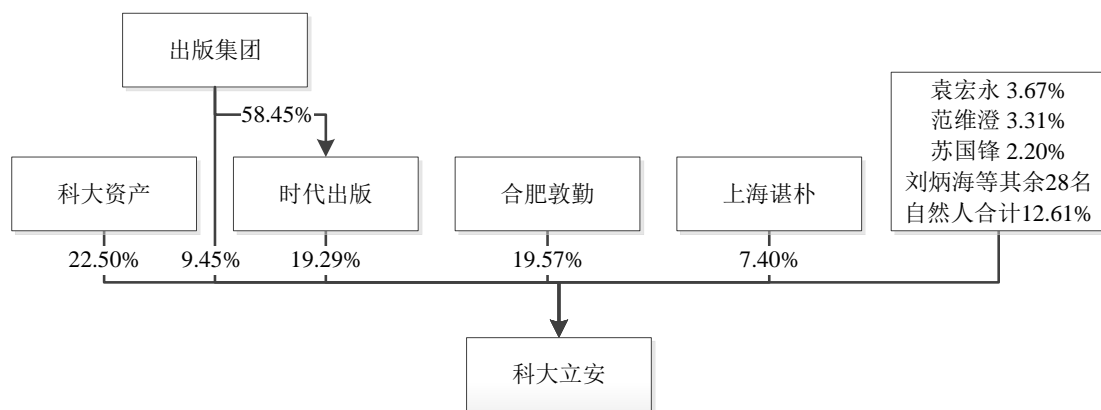 出版集团
58.45%
袁宏永 3.67%
范维澄 3.31%
苏国锋 2.20%
刘炳海等其余28名
自然人合计12.61%
科大资产
时代出版
合肥敦勤
上海谌朴
22.50%
9.45%
19.29%
19.57%
7.40%
科大立安